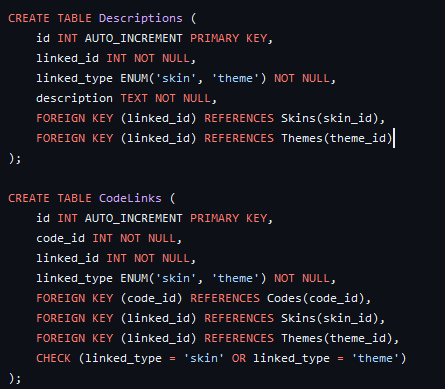 CREATE TABLE Descriptions (
    id INT AUTO_INCREMENT PRIMARY KEY,
    linked_id INT NOT NULL,
    linked_type ENUM('skin', 'theme') NOT NULL,
    description TEXT NOT NULL,
    FOREIGN KEY (linked_id) REFERENCES Skins(skin_id),
    FOREIGN KEY (linked_id) REFERENCES Themes(theme_id)
);

CREATE TABLE CodeLinks (
    id INT AUTO_INCREMENT PRIMARY KEY,
    code_id INT NOT NULL,
    linked_id INT NOT NULL,
    linked_type ENUM('skin', 'theme') NOT NULL,
    FOREIGN KEY (code_id) REFERENCES Codes(code_id),
    FOREIGN KEY (linked_id) REFERENCES Skins(skin_id),
    FOREIGN KEY (linked_id) REFERENCES Themes(theme_id),
    CHECK (linked_type = 'skin' OR linked_type = 'theme')
);